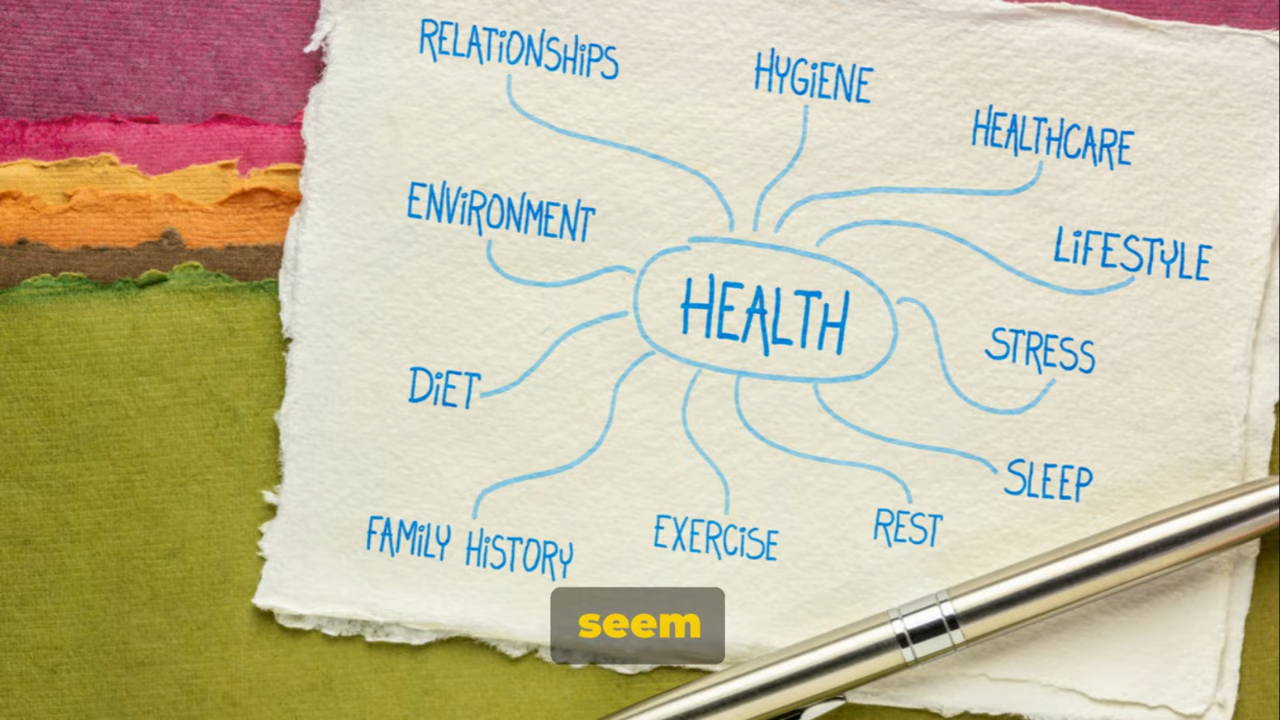 RELATiONSHiPS
HYGiENE
HEALTHCARE
ENViRONMENT
LiFESTYLE
HEALTH
STRESS
DiET
SLEEP
FAMiLY HiSTORY
EXERCiSE
REST
seem